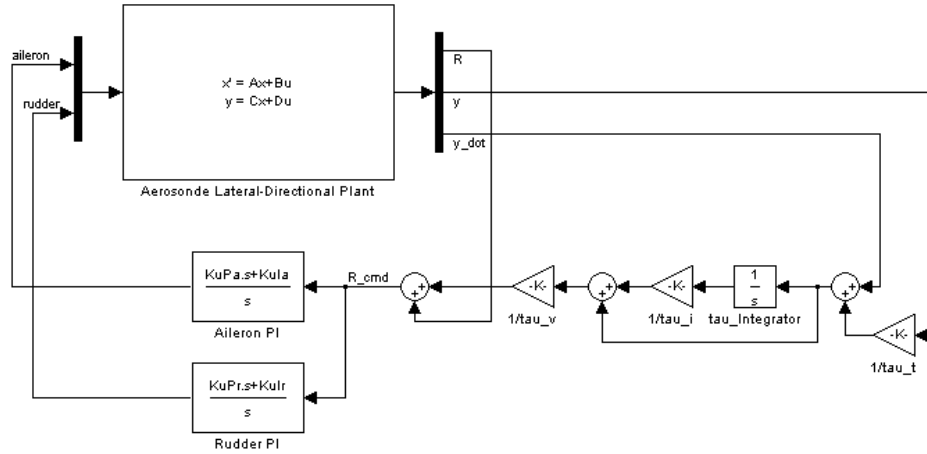 aileron
rudder
x' = Ax+Bu
y = Cx+Du
Aerosonde Lateral-Directional Plant
R
y
y_dot
KuPa.s+KuIa
s
Aileron PI
R_cmd
+
+
-K-
1/tau_v
+
+
-K-
1/tau_i
1
s
tau_Integrator
+
+
-K-
1/tau_t
KuPr.s+KuIr
s
Rudder PI